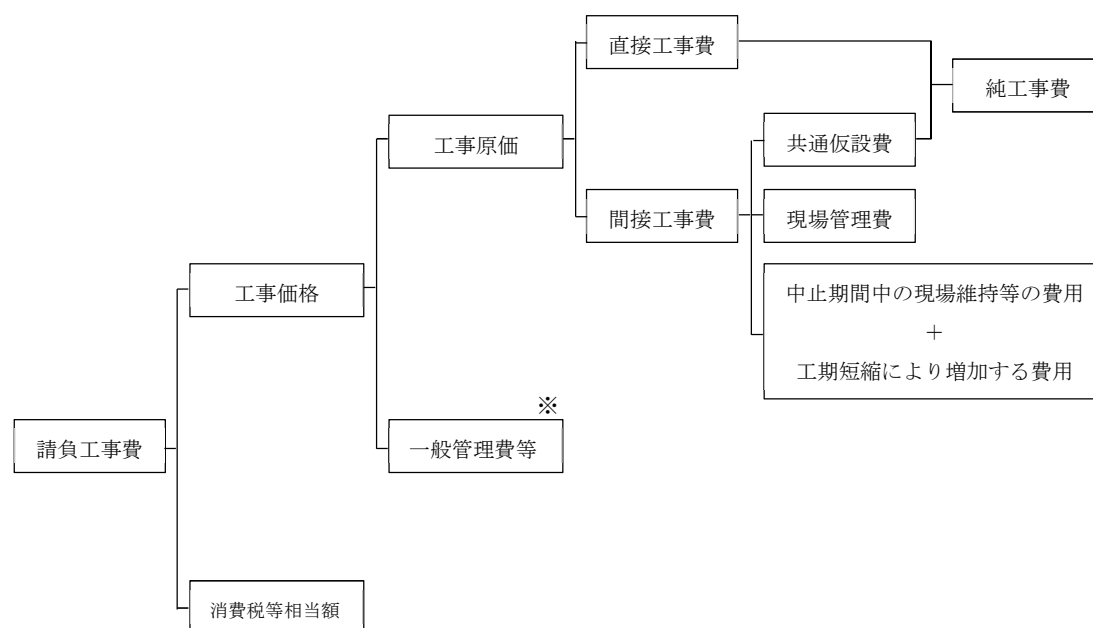 直接工事費
純工事費
工事原価
共通仮設費
間接工事費
現場管理費
工事価格
中止期間中の現場維持等の費用
+
工期短縮により増加する費用
※
請負工事費
一般管理費等
消費税等相当額